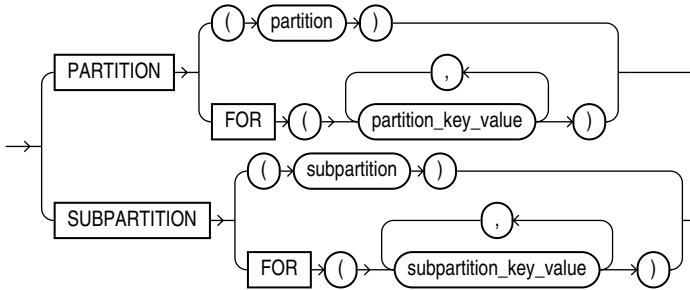 ( partition )
PARTITION
,
FOR ( partition_key_value )
( subpartition )
SUBPARTITION
,
FOR ( subpartition_key_value )